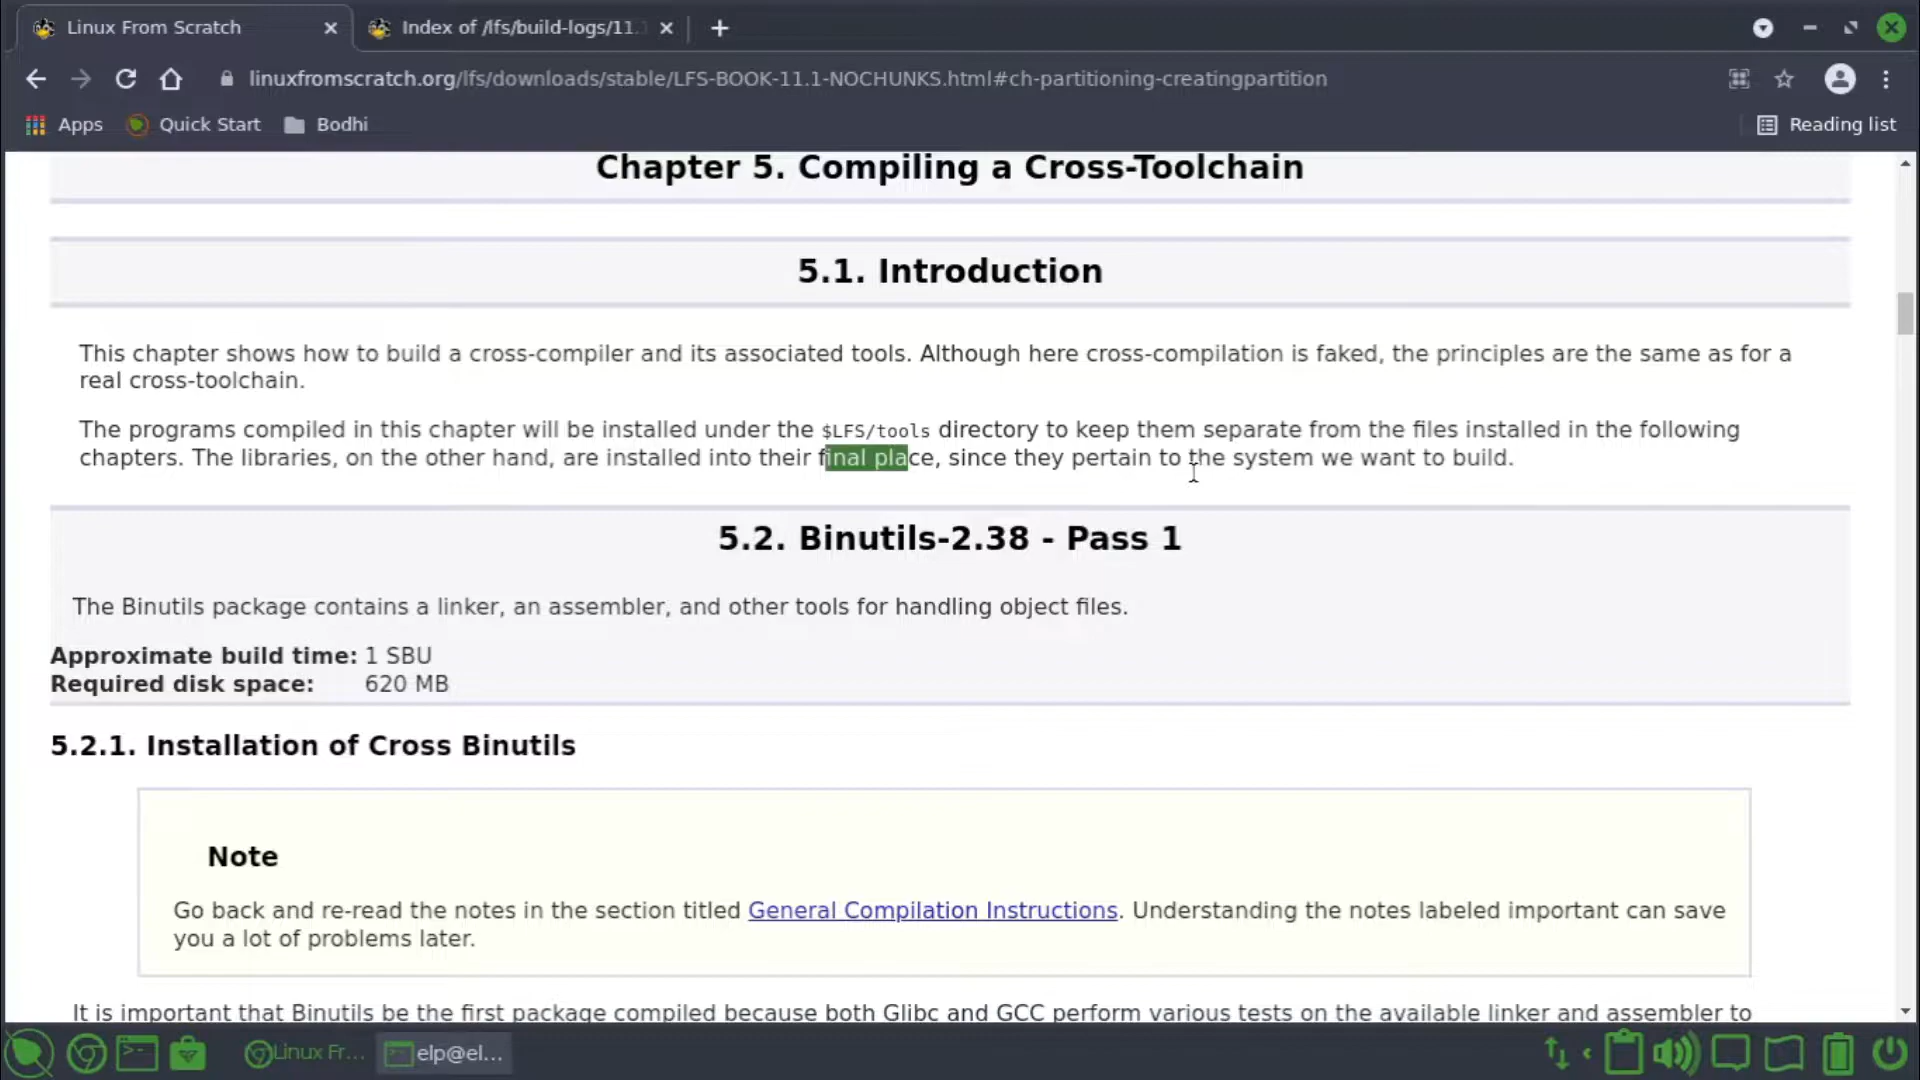 Linux From Scratch
Index of /lfs/build-logs/11.
linuxfromscratch.org/lfs/downloads/stable/LFS-BOOK-11.1-NOCHUNKS.html#ch-partitioning-creatingpartition
Apps
Quick Start
Bodhi
Reading list
Chapter 5. Compiling a Cross-Toolchain
5.1. Introduction
This chapter shows how to build a cross-compiler and its associated tools. Although here cross-compilation is faked, the principles are the same as for a
real cross-toolchain.
The programs compiled in this chapter will be installed under the $LFS/tools directory to keep them separate from the files installed in the following
chapters. The libraries, on the other hand, are installed into their final place, since they pertain to the system we want to build.
5.2. Binutils-2.38 - Pass 1
The Binutils package contains a linker, an assembler, and other tools for handling object files.
Approximate build time: 1 SBU
Required disk space: 620 MB
5.2.1. Installation of Cross Binutils
Note
Go back and re-read the notes in the section titled General Compilation Instructions. Understanding the notes labeled important can save
you a lot of problems later.
It is important that Binutils be the first package compiled because both Glibc and GCC perform various tests on the available linker and assembler to
Linux Fr...
elp@el...